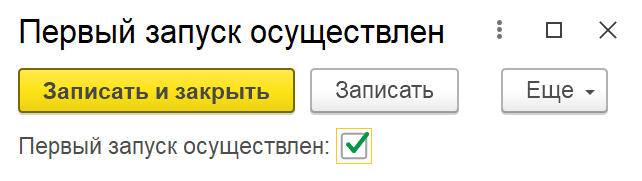 Первый запуск осуществлен
Записать и закрыть Записать Еще
Первый запуск осуществлен: